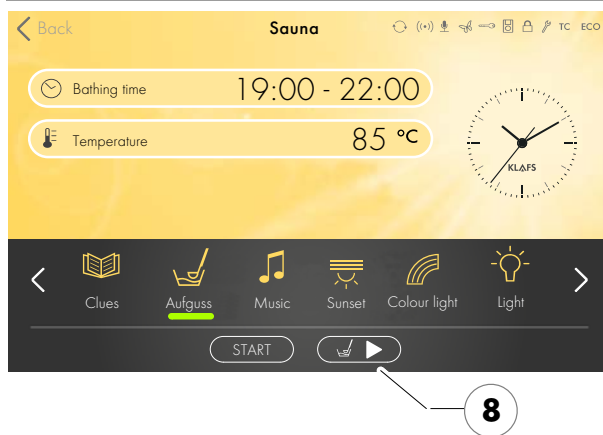 Back Sauna TC ECO
Bathing time 19:00 - 22:00
Temperature 85 °C
KLAFS
Clues Aufguss Music Sunset Colour light Light
START
8